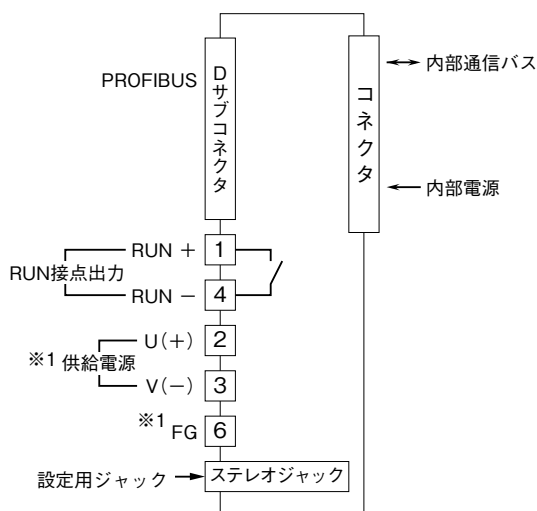 PROFIBUS
Dサブコネクタ
コネクタ
内部通信バス
内部電源
RUN +
1
RUN接点出力
RUN −
4
U(+)
2
※1 供給電源
V(−)
3
※1 FG
6
設定用ジャック
ステレオジャック